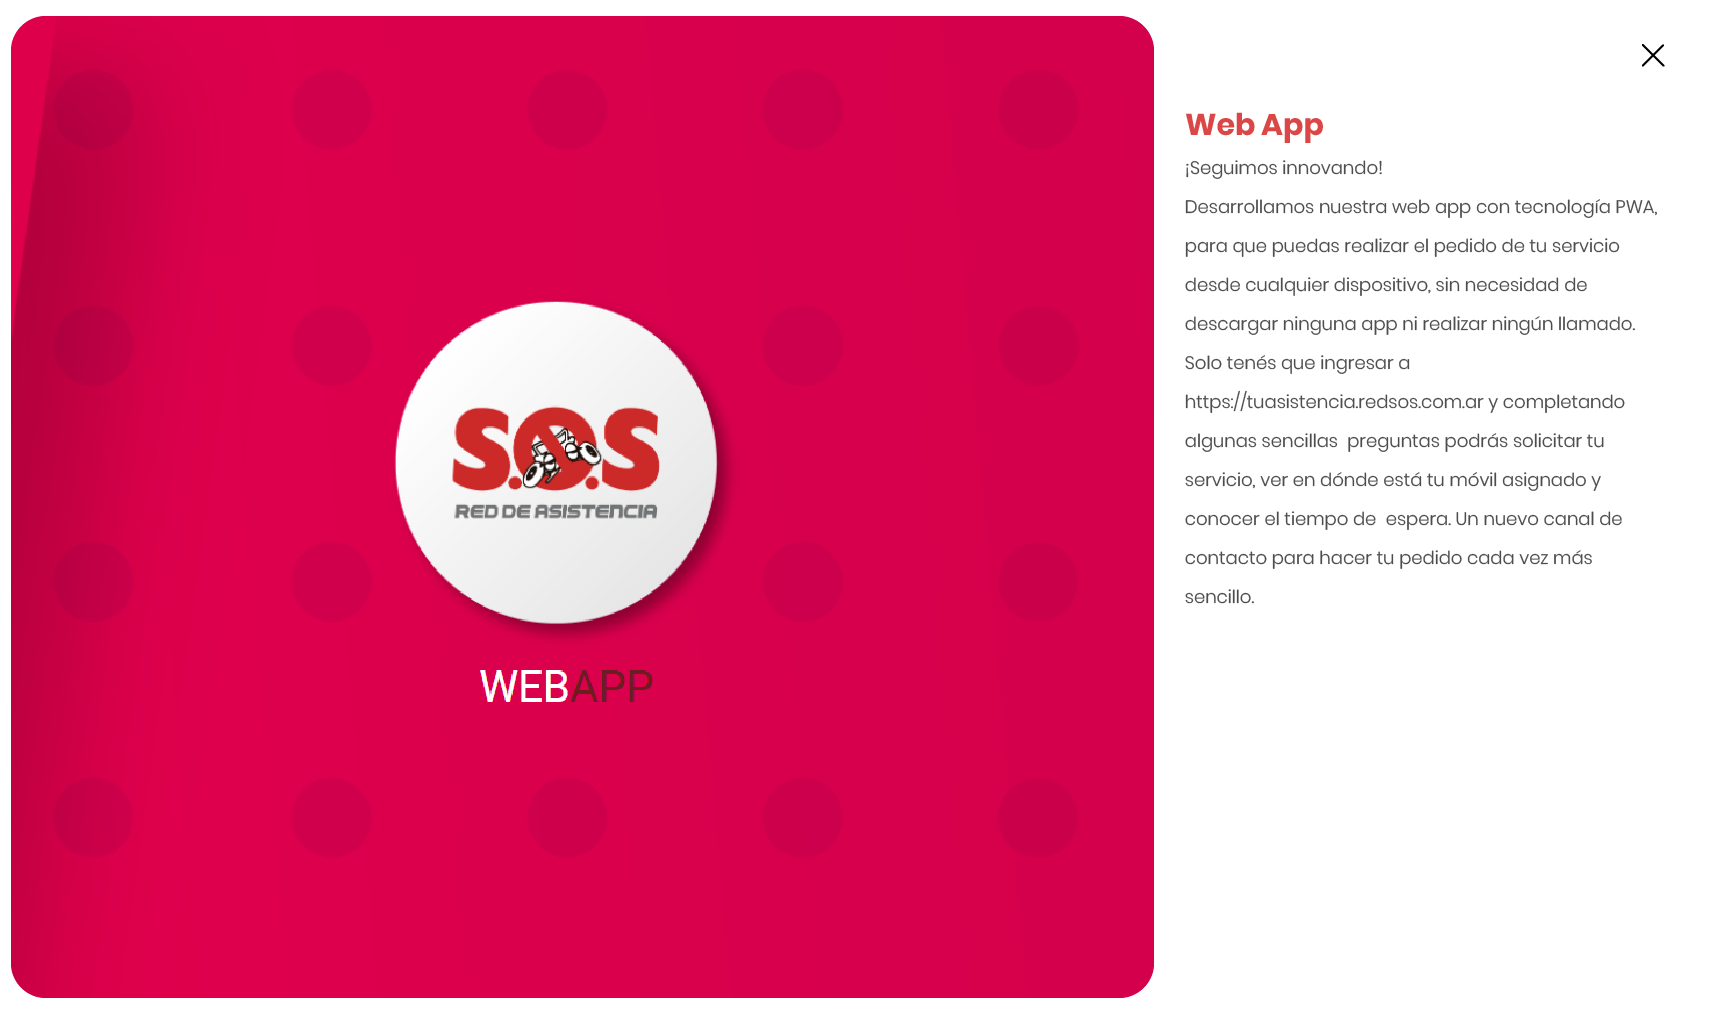 S.O.S
RED DE ASISTENCIA
WEBAPP
Web App
¡Seguimos innovando!
Desarrollamos nuestra web app con tecnología PWA,
para que puedas realizar el pedido de tu servicio
desde cualquier dispositivo, sin necesidad de
descargar ninguna app ni realizar ningún llamado.
Solo tenés que ingresar a
https://tuasistencia.redsos.com.ar y completando
algunas sencillas  preguntas podrás solicitar tu
servicio, ver en dónde está tu móvil asignado y
conocer el tiempo de  espera. Un nuevo canal de
contacto para hacer tu pedido cada vez más
sencillo.